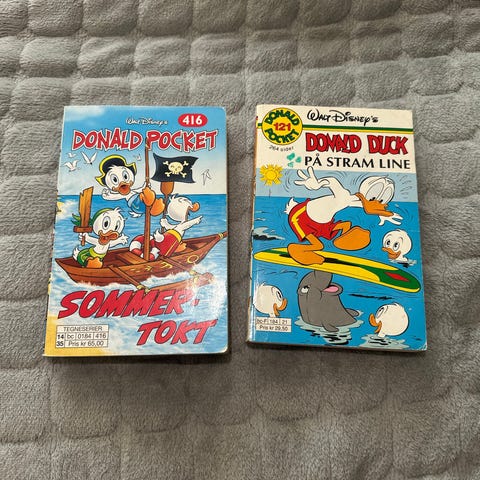 Walt Disney's
416
DONALD POCKET
SOMMER-
TOKT
TEGNESERIER
14 bc 0184 416
35 Pris kr 65,00
DONALD POCKET
121
264 sider
Walt Disney's
DONALD DUCK
PÅ STRAM LINE
bc-F 184 21
Pris kr 29,50